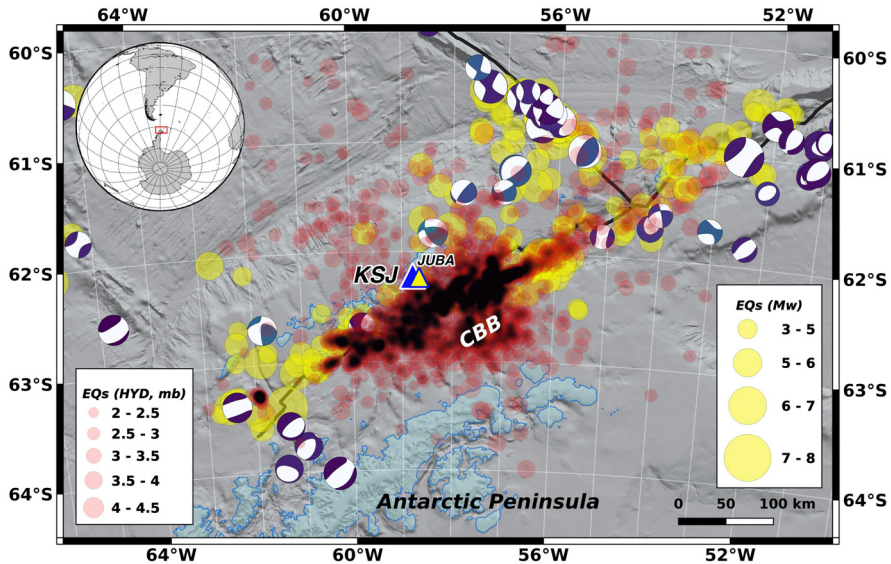 64°W 60°W 56°W 52°W
60°S 60°S
61°S 61°S
62°S 62°S
63°S 63°S
64°S 64°S
JUBA
KSJ
CBB
EQs (Mw)
3 - 5
5 - 6
6 - 7
7 - 8
EQs (HYD, mb)
2 - 2.5
2.5 - 3
3 - 3.5
3.5 - 4
4 - 4.5
Antarctic Peninsula
0 50 100 km
64°W 60°W 56°W 52°W